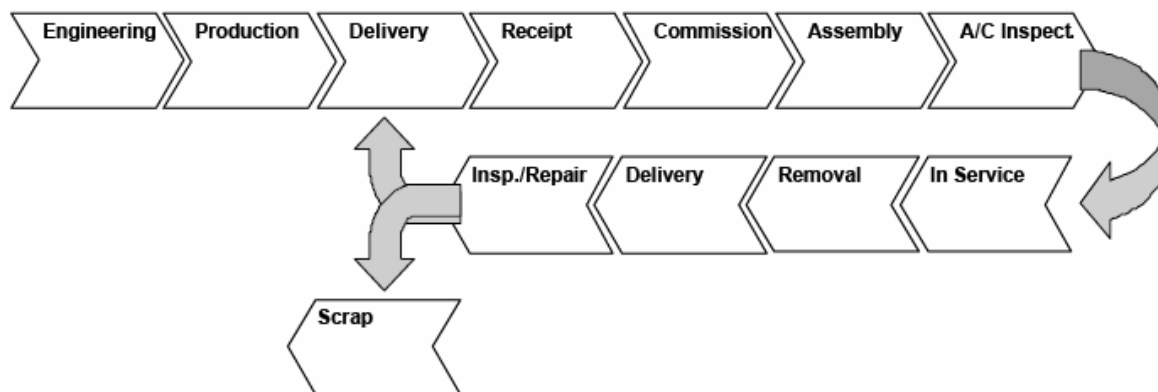 Engineering
Production
Delivery
Receipt
Commission
Assembly
A/C Inspect.
Insp./Repair
Delivery
Removal
In Service
Scrap